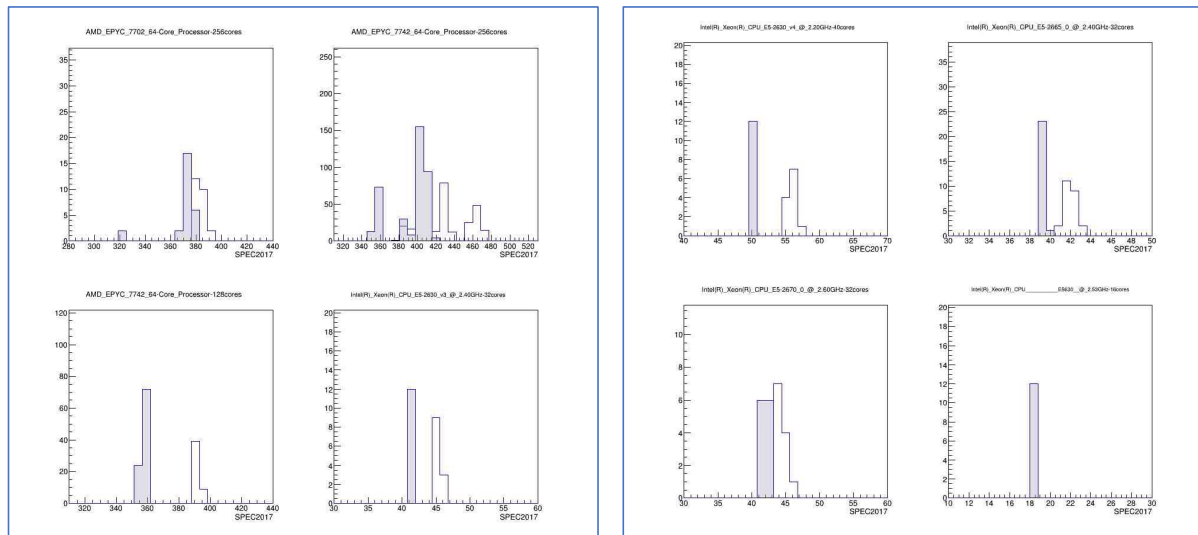 AMD_EPYC_7702_64-Core_Processor-256cores
35
30
25
20
15
10
5
0
280 300 320 340 360 380 400 420 440
SPEC2017
AMD_EPYC_7742_64-Core_Processor-256cores
250
200
150
100
50
0
320 340 360 380 400 420 440 460 480 500 520
SPEC2017
AMD_EPYC_7742_64-Core_Processor-128cores
120
100
80
60
40
20
0
320 340 360 380 400 420 440
SPEC2017
Intel(R)_Xeon(R)_CPU_E5-2630_v3_@_2.40GHz-32cores
20
18
16
14
12
10
8
6
4
2
0
30 35 40 45 50 55 60
SPEC2017
Intel(R)_Xeon(R)_CPU_E5-2630_v4_@_2.20GHz-40cores
20
18
16
14
12
10
8
6
4
2
0
40 45 50 55 60 65 70
SPEC2017
Intel(R)_Xeon(R)_CPU_E5-2665_0_@_2.40GHz-32cores
35
30
25
20
15
10
5
0
30 32 34 36 38 40 42 44 46 48 50
SPEC2017
Intel(R)_Xeon(R)_CPU_E5-2670_0_@_2.60GHz-32cores
10
8
6
4
2
0
30 35 40 45 50 55 60
SPEC2017
Intel(R)_Xeon(R)_CPU___________E5630__@_2.53GHz-16cores
20
18
16
14
12
10
8
6
4
2
0
10 12 14 16 18 20 22 24 26 28 30
SPEC2017